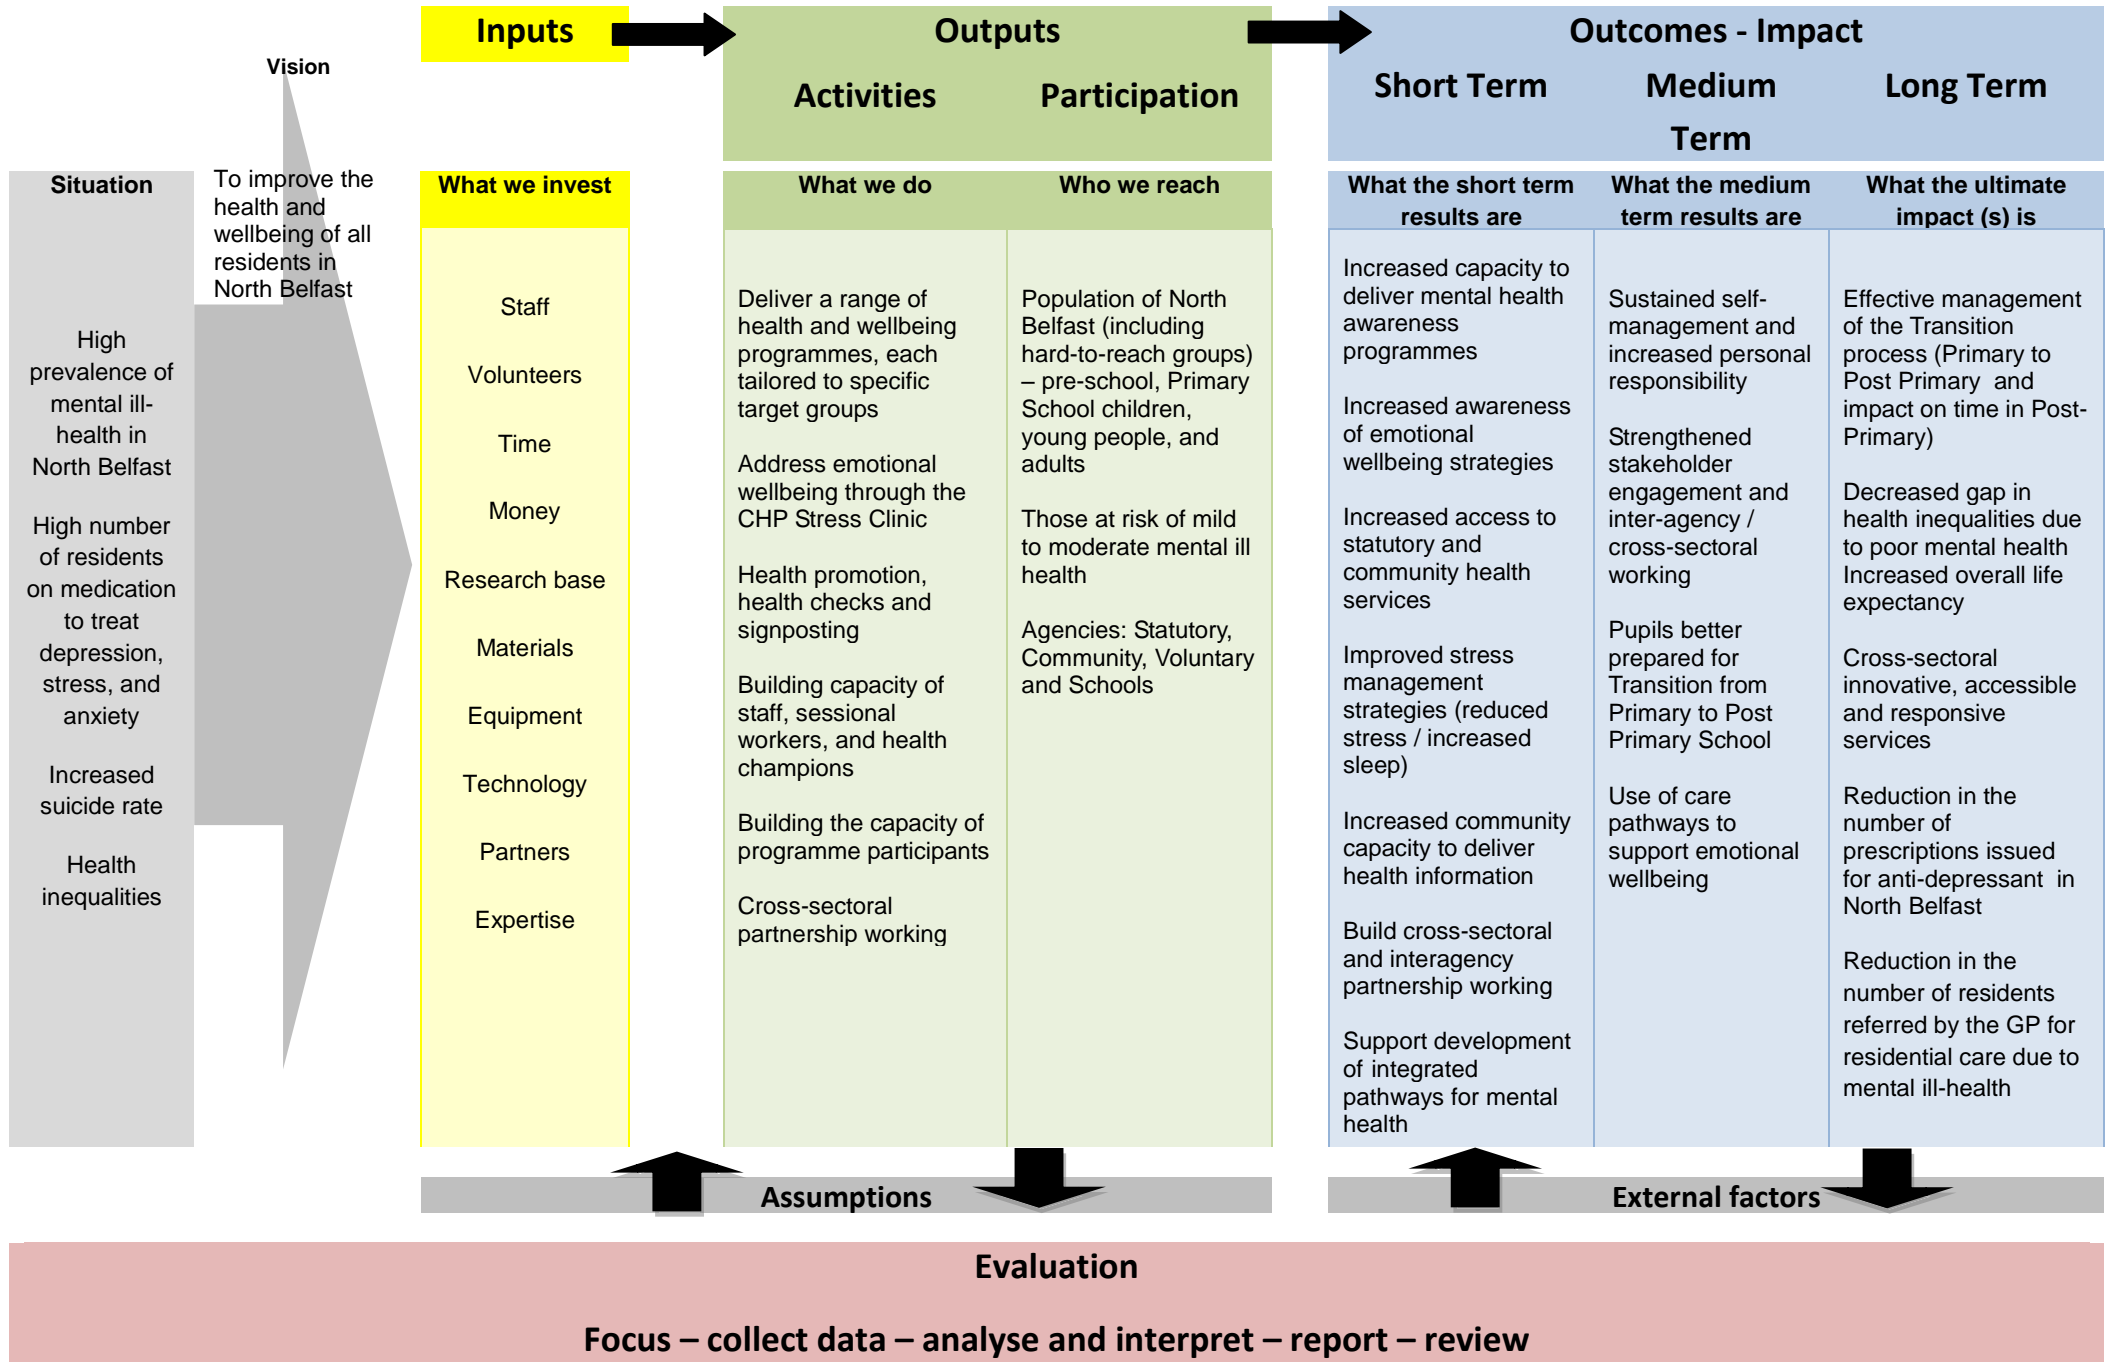 Inputs
Outputs
Outcomes - Impact
Vision
Activities
Participation
Short Term
Medium
Term
Long Term
Situation
High
prevalence of
mental ill-
health in
North Belfast
High number
of residents
on medication
to treat
depression,
stress, and
anxiety
Increased
suicide rate
Health
inequalities
To improve the
health and
wellbeing of all
residents in
North Belfast
What we invest
Staff
Volunteers
Time
Money
Research base
Materials
Equipment
Technology
Partners
Expertise
What we do
Deliver a range of
health and wellbeing
programmes, each
tailored to specific
target groups
Address emotional
wellbeing through the
CHP Stress Clinic
Health promotion,
health checks and
signposting
Building capacity of
staff, sessional
workers, and health
champions
Building the capacity of
programme participants
Cross-sectoral
partnership working
Who we reach
Population of North
Belfast (including
hard-to-reach groups)
– pre-school, Primary
School children,
young people, and
adults
Those at risk of mild
to moderate mental ill
health
Agencies: Statutory,
Community, Voluntary
and Schools
What the short term
results are
Increased capacity to
deliver mental health
awareness
programmes
Increased awareness
of emotional
wellbeing strategies
Increased access to
statutory and
community health
services
Improved stress
management
strategies (reduced
stress / increased
sleep)
Increased community
capacity to deliver
health information
Build cross-sectoral
and interagency
partnership working
Support development
of integrated
pathways for mental
health
What the medium
term results are
Sustained self-
management and
increased personal
responsibility
Strengthened
stakeholder
engagement and
inter-agency /
cross-sectoral
working
Pupils better
prepared for
Transition from
Primary to Post
Primary School
Use of care
pathways to
support emotional
wellbeing
What the ultimate
impact (s) is
Effective management
of the Transition
process (Primary to
Post Primary and
impact on time in Post-
Primary)
Decreased gap in
health inequalities due
to poor mental health
Increased overall life
expectancy
Cross-sectoral
innovative, accessible
and responsive
services
Reduction in the
number of
prescriptions issued
for anti-depressant in
North Belfast
Reduction in the
number of residents
referred by the GP for
residential care due to
mental ill-health
Assumptions
External factors
Evaluation
Focus – collect data – analyse and interpret – report – review